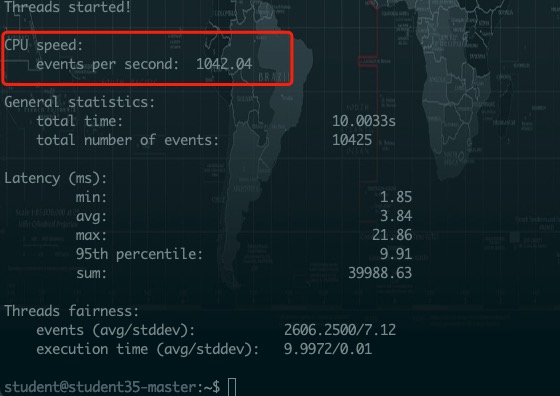 Threads started!
CPU speed:
events per second: 1042.04
BRAZIL
General statistics:
total time: 10.0033s
total number of events: 10425
Latency (ms):
min: 1.85
avg: 3.84
max: 21.86
95th percentile: 9.91
sum: 39988.63
Threads fairness:
events (avg/stddev): 2606.2500/7.12
execution time (avg/stddev): 9.9972/0.01
student@student35-master:~$